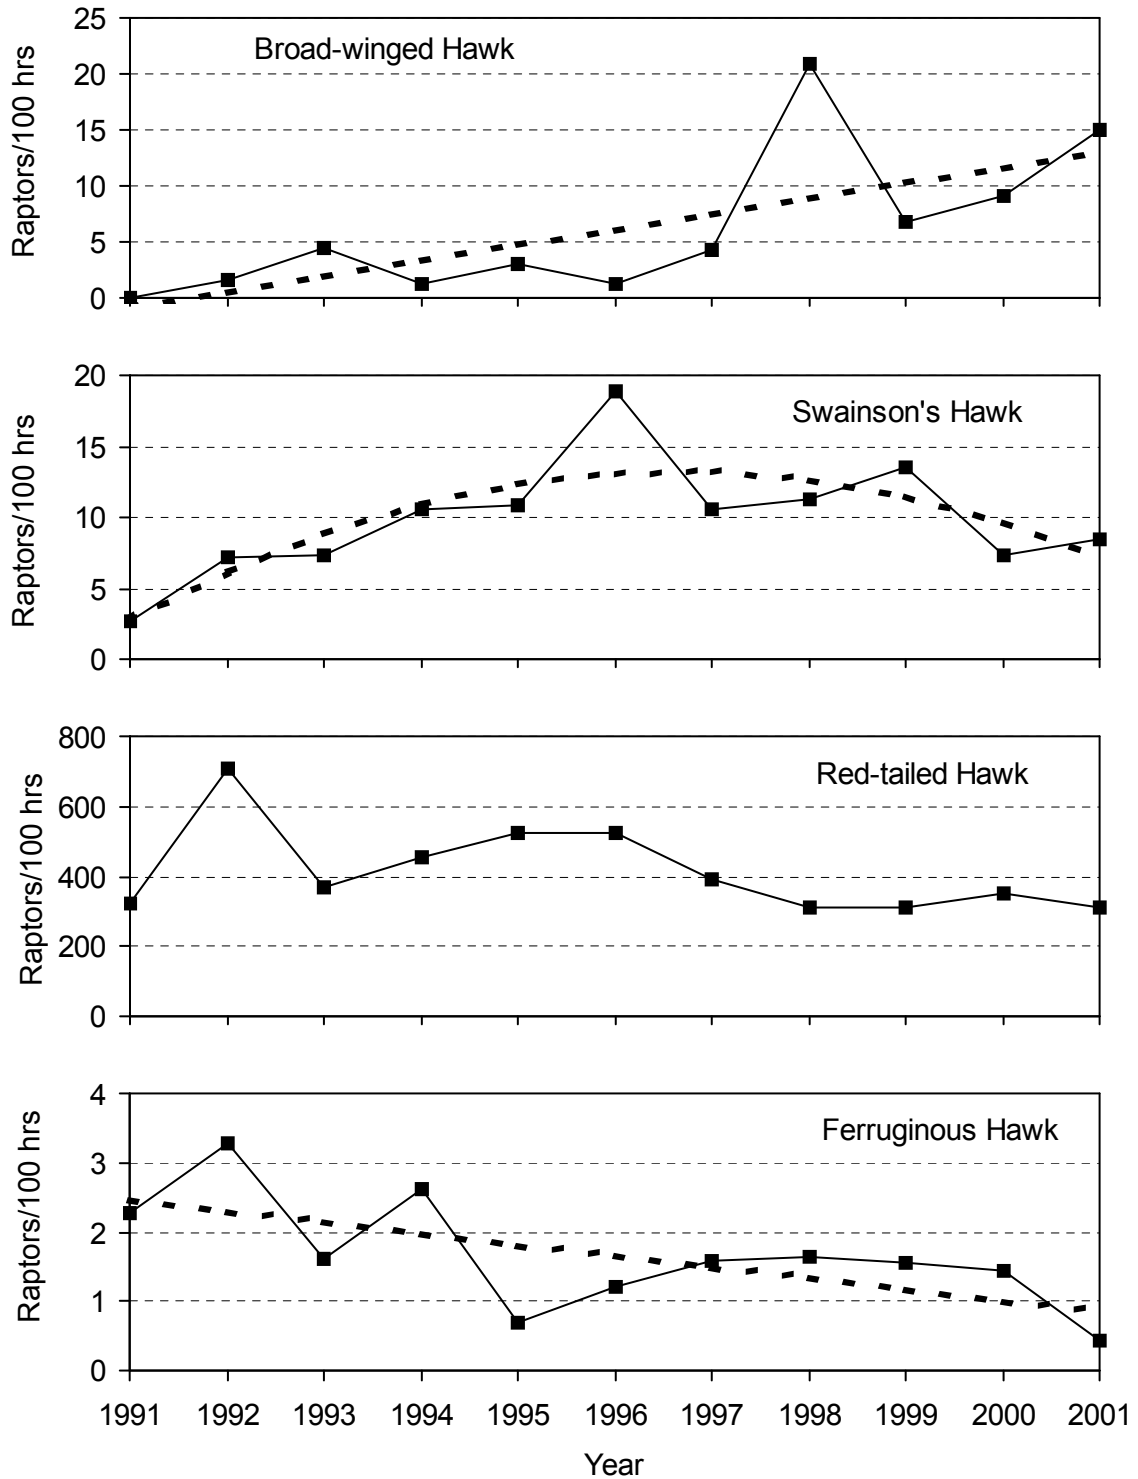 Broad-winged Hawk
Raptors/100 hrs
25
20
15
10
5
0
Swainson's Hawk
Raptors/100 hrs
20
15
10
5
0
Red-tailed Hawk
Raptors/100 hrs
800
600
400
200
0
Ferruginous Hawk
Raptors/100 hrs
4
3
2
1
0
1991 1992 1993 1994 1995 1996 1997 1998 1999 2000 2001
Year